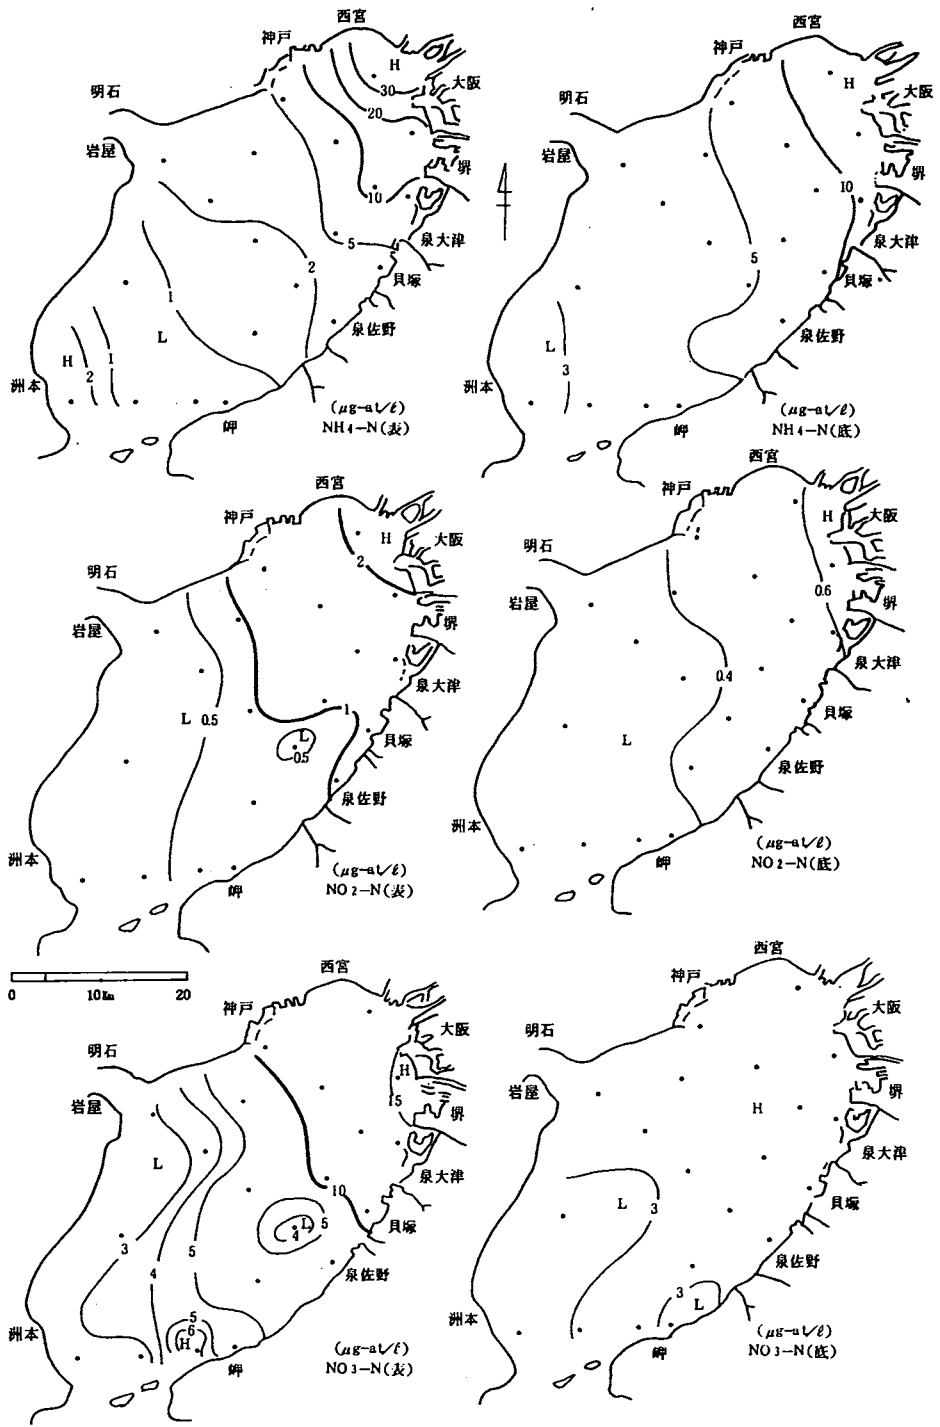 西宮
神戸
H
大阪
明石
30
20
岩屋
堺
10
泉大津
5
2
貝塚
1
L
泉佐野
H
1
2
洲本
(μg-at/ℓ)
岬
NH4-N(表)
西宮
神戸
H
大阪
明石
岩屋
堺
10
泉大津
5
貝塚
泉佐野
L
3
洲本
(μg-at/ℓ)
岬
NH4-N(底)
西宮
神戸
H
大阪
2
明石
岩屋
堺
泉大津
L 0.5
1
貝塚
L
0.5
泉佐野
洲本
(μg-at/ℓ)
岬
NO2-N(表)
西宮
神戸
H
大阪
明石
0.6
岩屋
堺
泉大津
0.4
貝塚
L
泉佐野
洲本
(μg-at/ℓ)
岬
NO2-N(底)
0 10Km 20
西宮
神戸
大阪
明石
H
15
岩屋
堺
L
泉大津
10
貝塚
L 5
4
3
5
4
泉佐野
5
6
H
洲本
(μg-at/ℓ)
岬
NO3-N(表)
西宮
神戸
大阪
明石
岩屋
H
堺
泉大津
L
3
貝塚
泉佐野
3
L
洲本
(μg-at/ℓ)
岬
NO3-N(底)